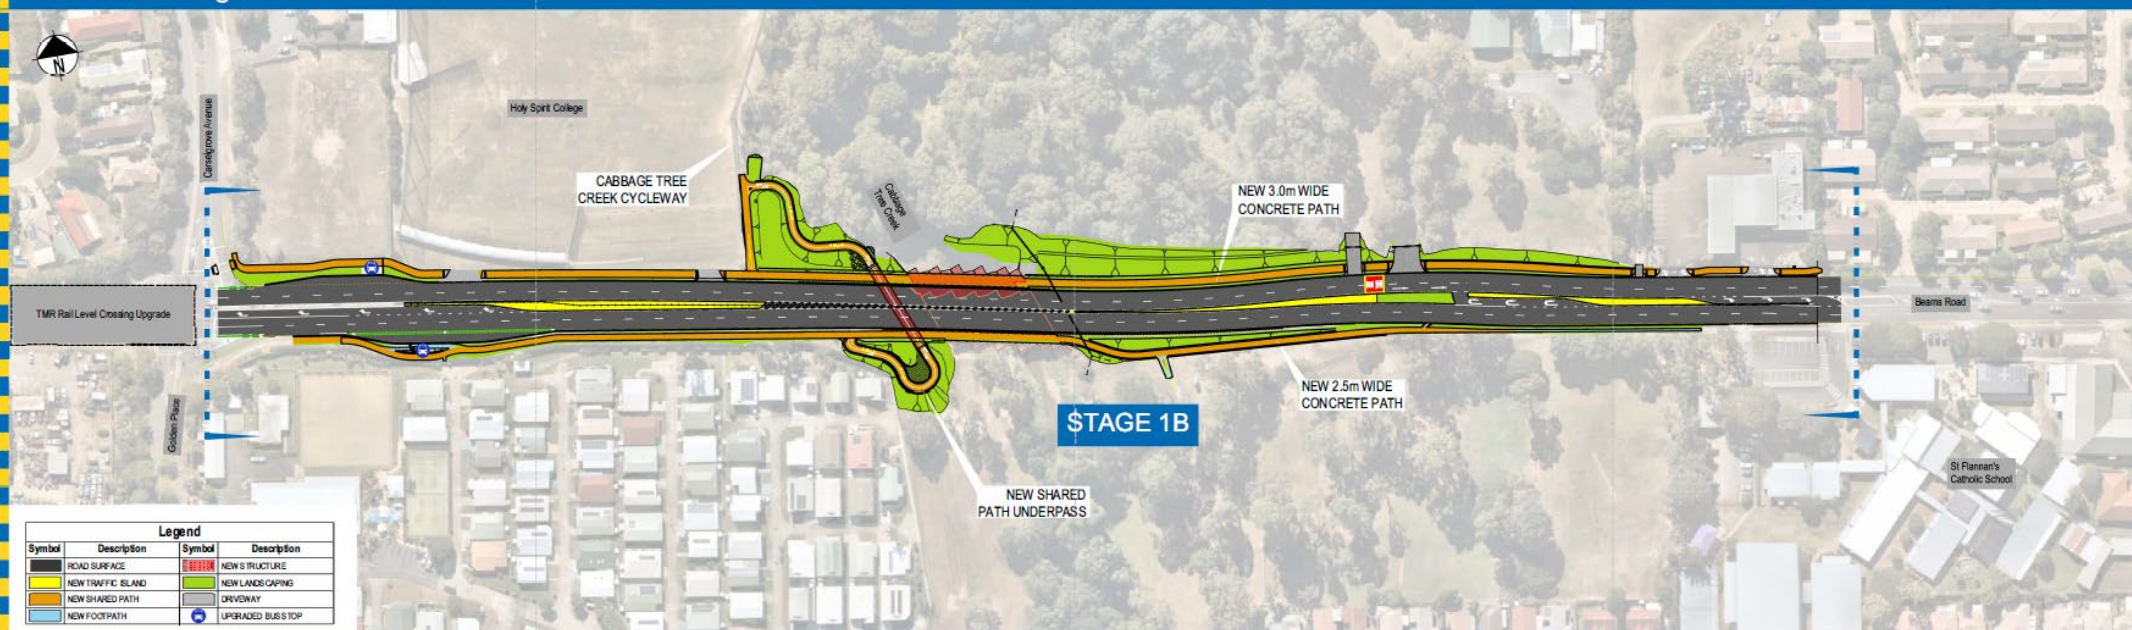 N
Carselgrove Avenue
Holy Spirit College
CABBAGE TREE
CREEK CYCLEWAY
Cabbage
Tree Creek
NEW 3.0m WIDE
CONCRETE PATH
TMR Rail Level Crossing Upgrade
Beams Road
NEW 2.5m WIDE
CONCRETE PATH
Golden Place
STAGE 1B
St Flannan's
Catholic School
NEW SHARED
PATH UNDERPASS
Legend
Symbol Description Symbol Description
ROAD SURFACE NEW STRUCTURE
NEW TRAFFIC ISLAND NEW LANDSCAPING
NEW SHARED PATH DRIVEWAY
NEW FOOTPATH UPGRADED BUS STOP